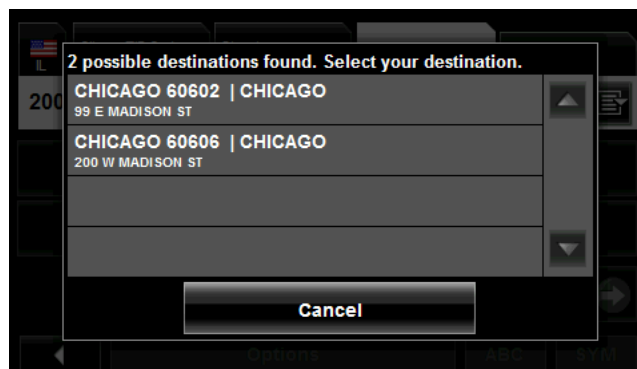 IL
2 possible destinations found. Select your destination.
200
CHICAGO 60602 | CHICAGO
99 E MADISON ST
CHICAGO 60606 | CHICAGO
200 W MADISON ST
Cancel
Options
ABC
SYM